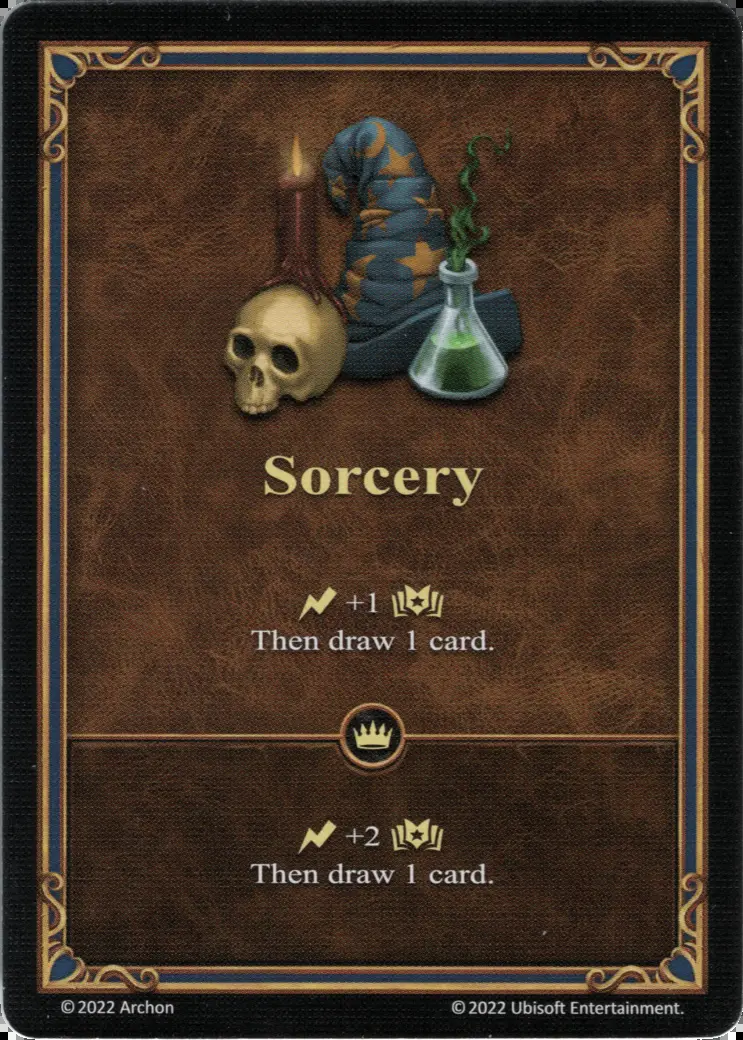 Sorcery
+1
Then draw 1 card.
+2
Then draw 1 card.
© 2022 Archon
© 2022 Ubisoft Entertainment.